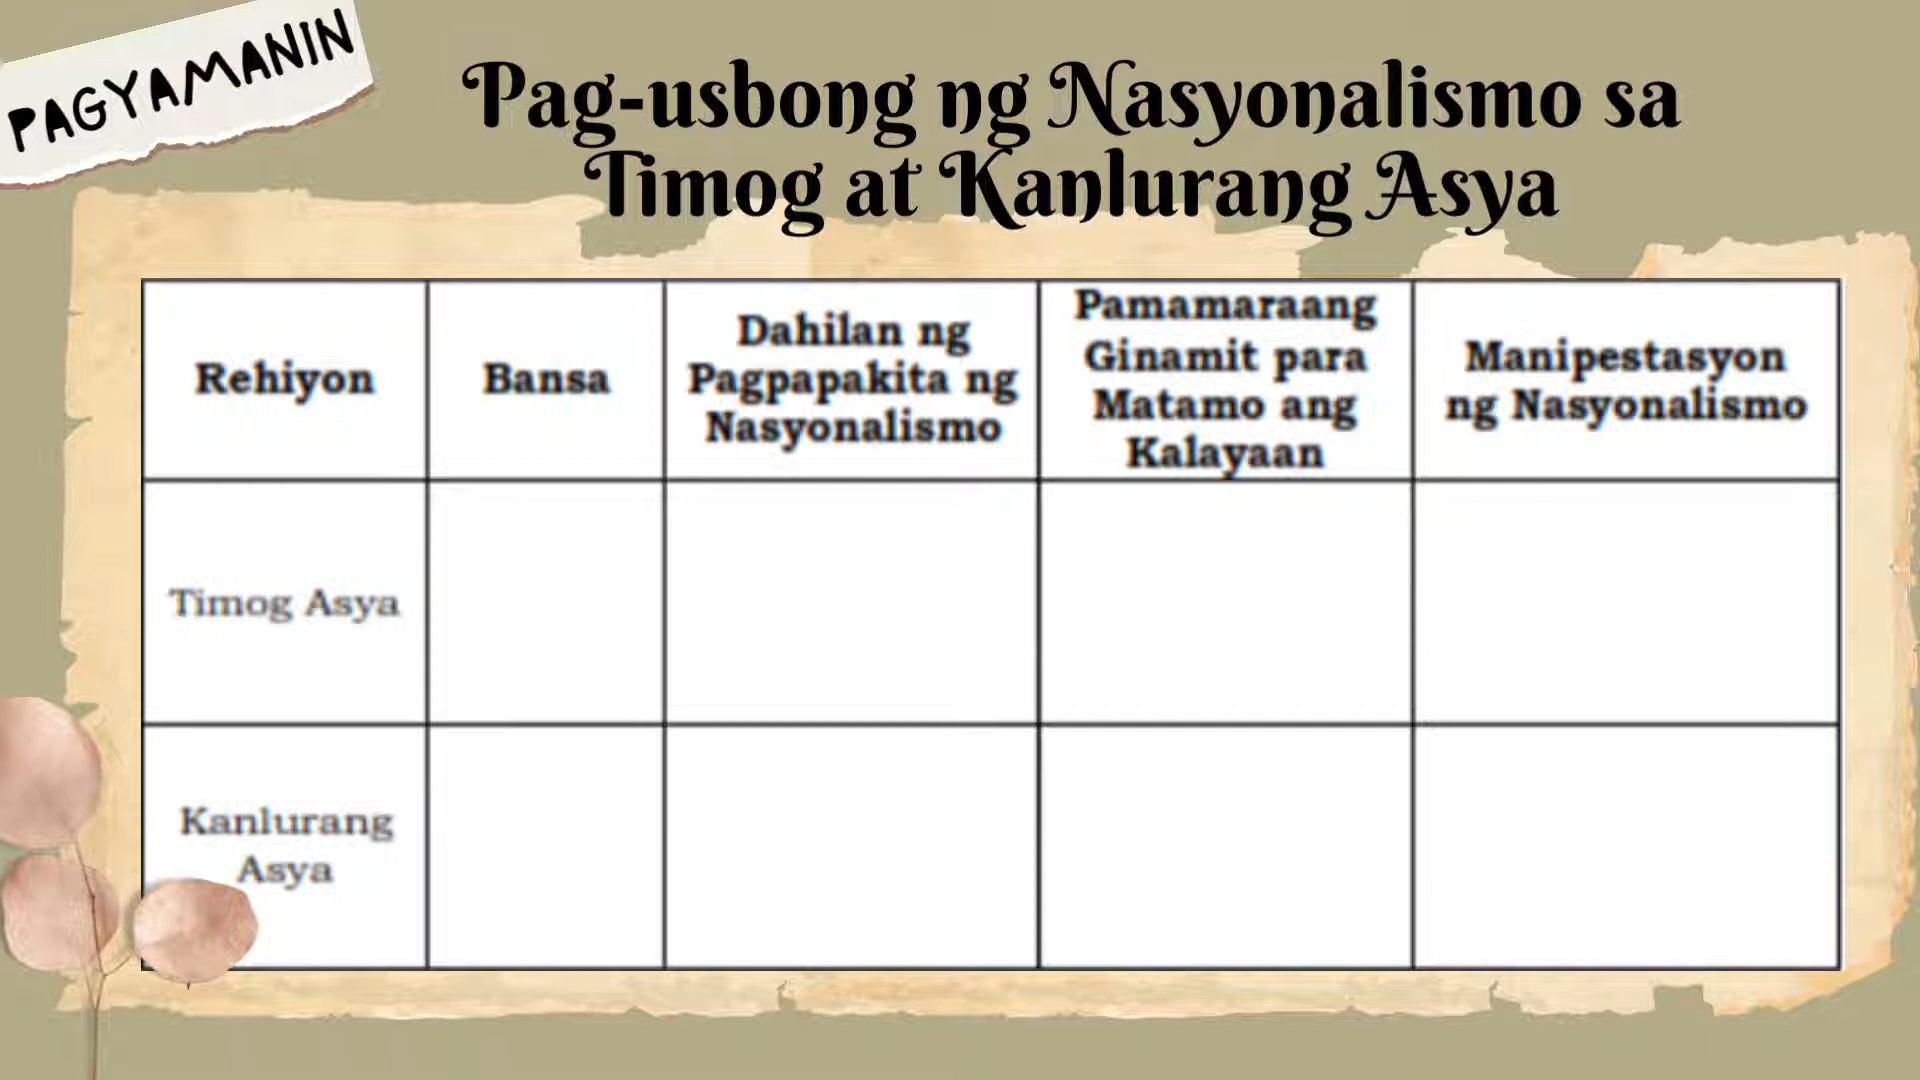 PAGYAMANIN
Pag-usbong ng Nasyonalismo sa
Timog at Kanlurang Asya
Rehiyon
Bansa
Dahilan ng
Pagpapakita ng
Nasyonalismo
Pamamaraang
Ginamit para
Matamo ang
Kalayaan
Manipestasyon
ng Nasyonalismo
Timog Asya
Kanlurang
Asya